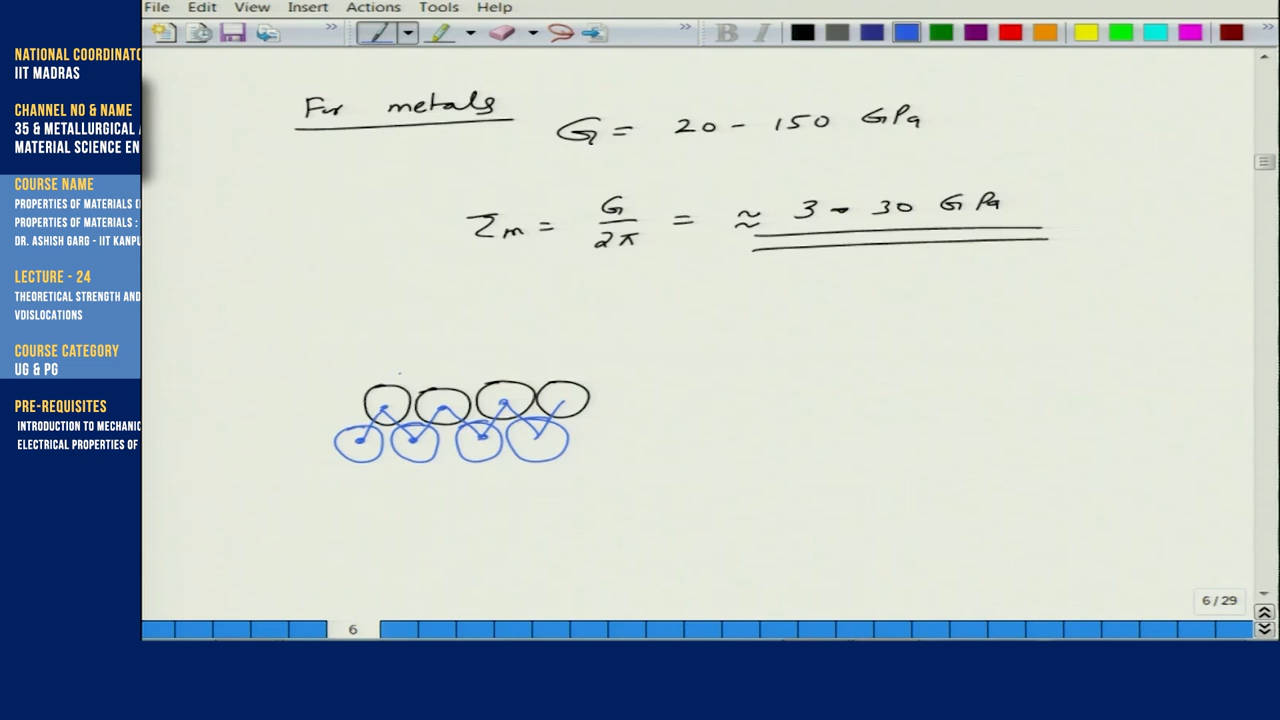 File Edit View Insert Actions Tools Help
NATIONAL COORDINATO
IIT MADRAS
CHANNEL NO & NAME
35 & METALLURGICAL
MATERIAL SCIENCE EN
COURSE NAME
PROPERTIES OF MATERIALS
PROPERTIES OF MATERIALS :
DR. ASHISH GARG - IIT KANPU
LECTURE - 24
THEORETICAL STRENGTH AND
VDISLOCATIONS
COURSE CATEGORY
UG & PG
PRE-REQUISITES
INTRODUCTION TO MECHANIC
ELECTRICAL PROPERTIES OF
B I
For metals
G = 20 - 150 GPa
τm = G/2π = ≈ 3 - 30 GPa
6 / 29
6